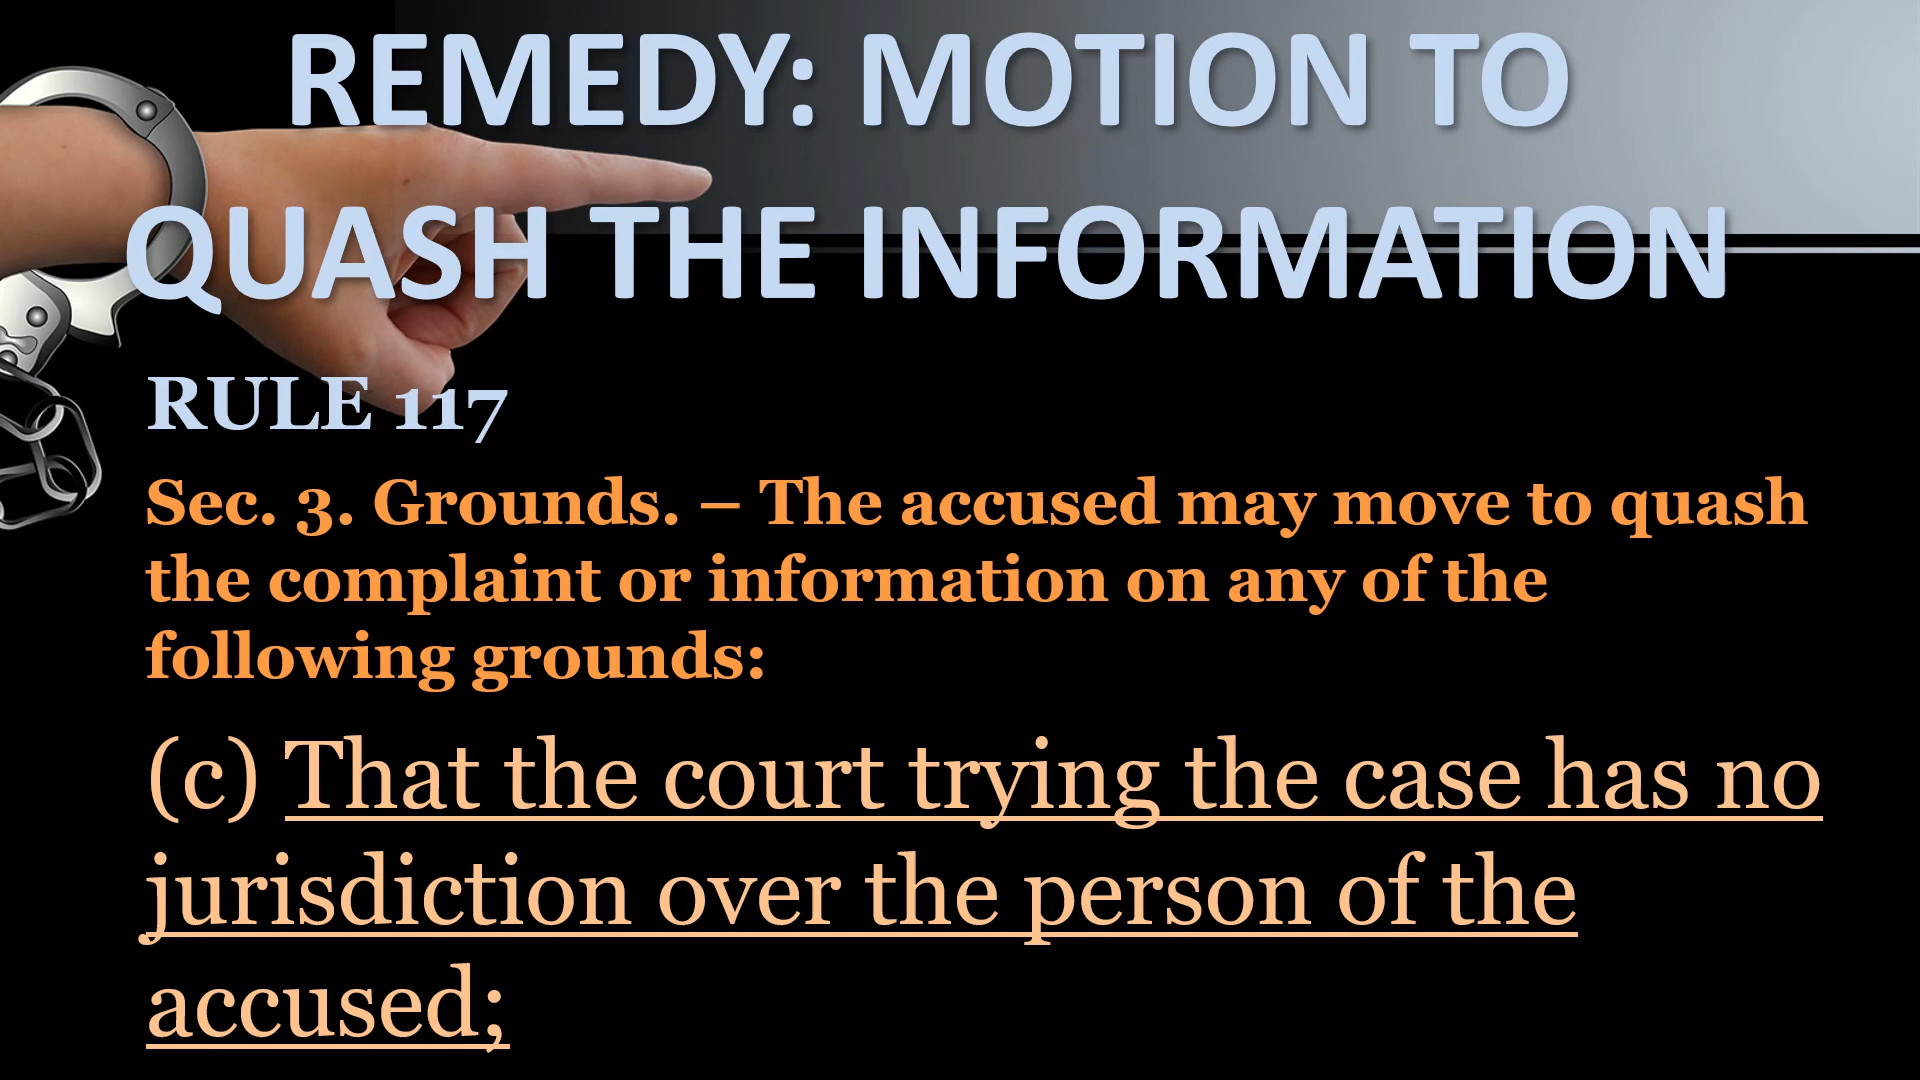 REMEDY: MOTION TO
QUASH THE INFORMATION
RULE 117
Sec. 3. Grounds. – The accused may move to quash
the complaint or information on any of the
following grounds:
(c) That the court trying the case has no
jurisdiction over the person of the
accused;